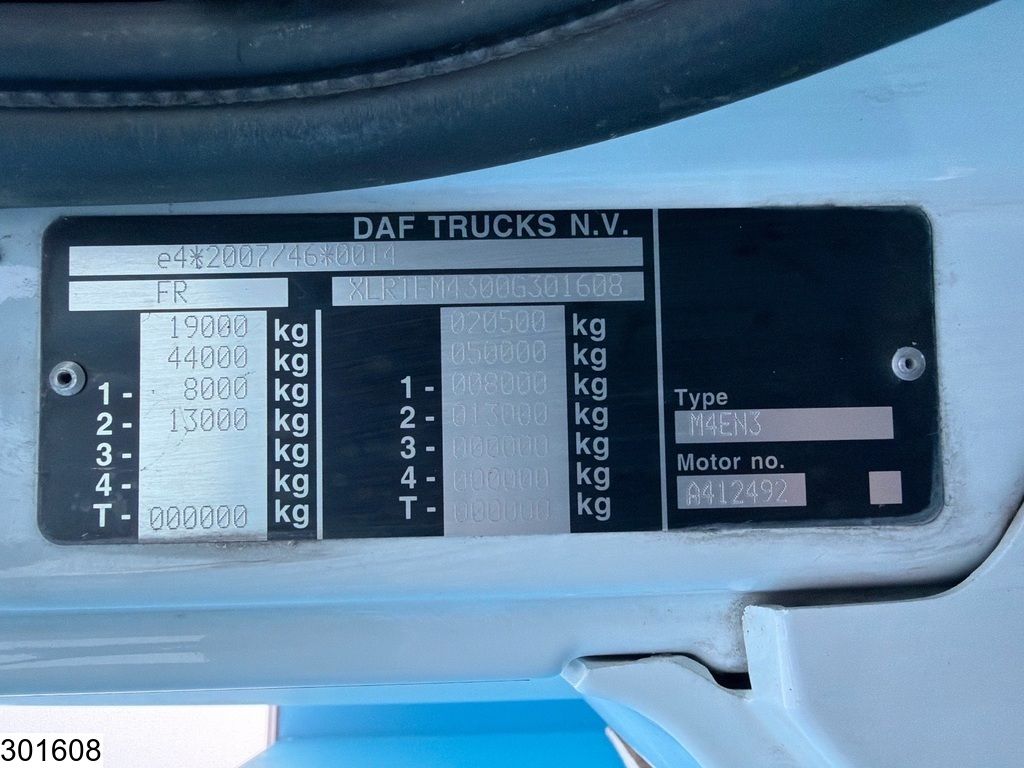 DAF TRUCKS N.V.
e4*2007/46*0014
FR XLRTEM4300G301608
19000 kg 020500 kg
44000 kg 050000 kg
1- 8000 kg 1- 008000 kg
2- 13000 kg 2- 013000 kg
3- kg 3- 000000 kg
4- kg 4- 000000 kg
T- 000000 kg T- 000000 kg
Type
M4EN3
Motor no.
A412492
301608